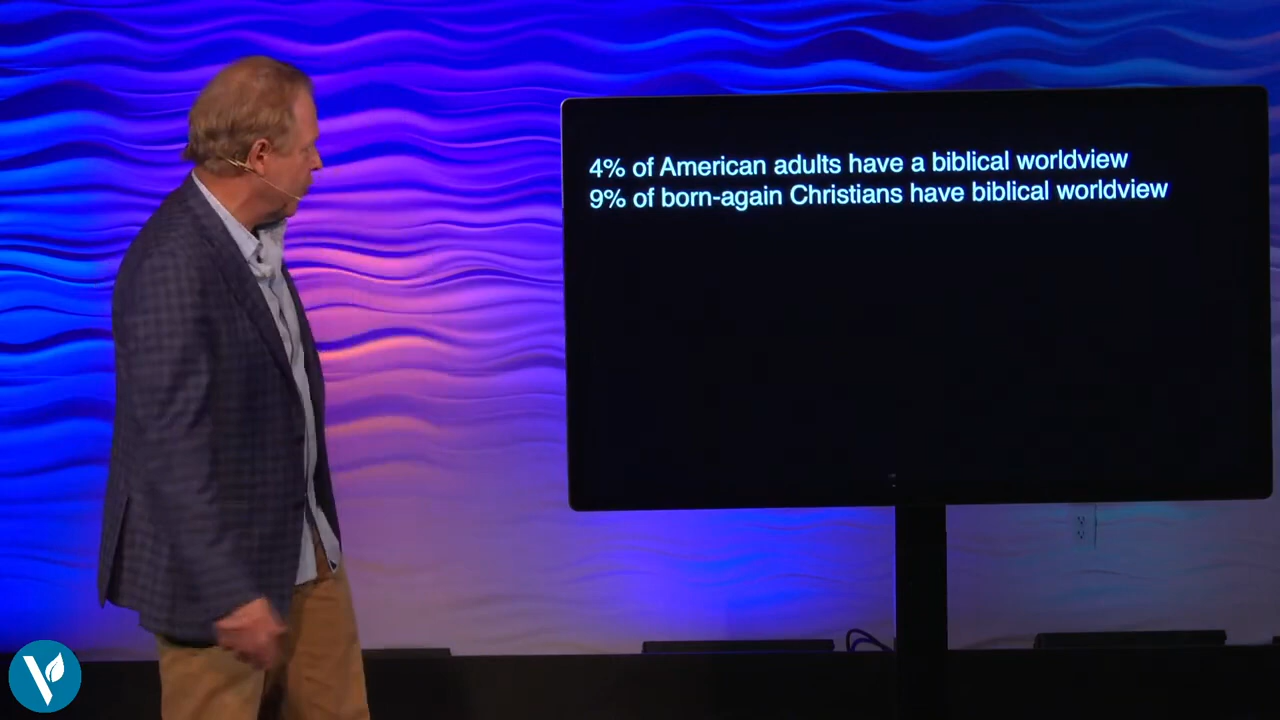 4% of American adults have a biblical worldview
9% of born-again Christians have biblical worldview